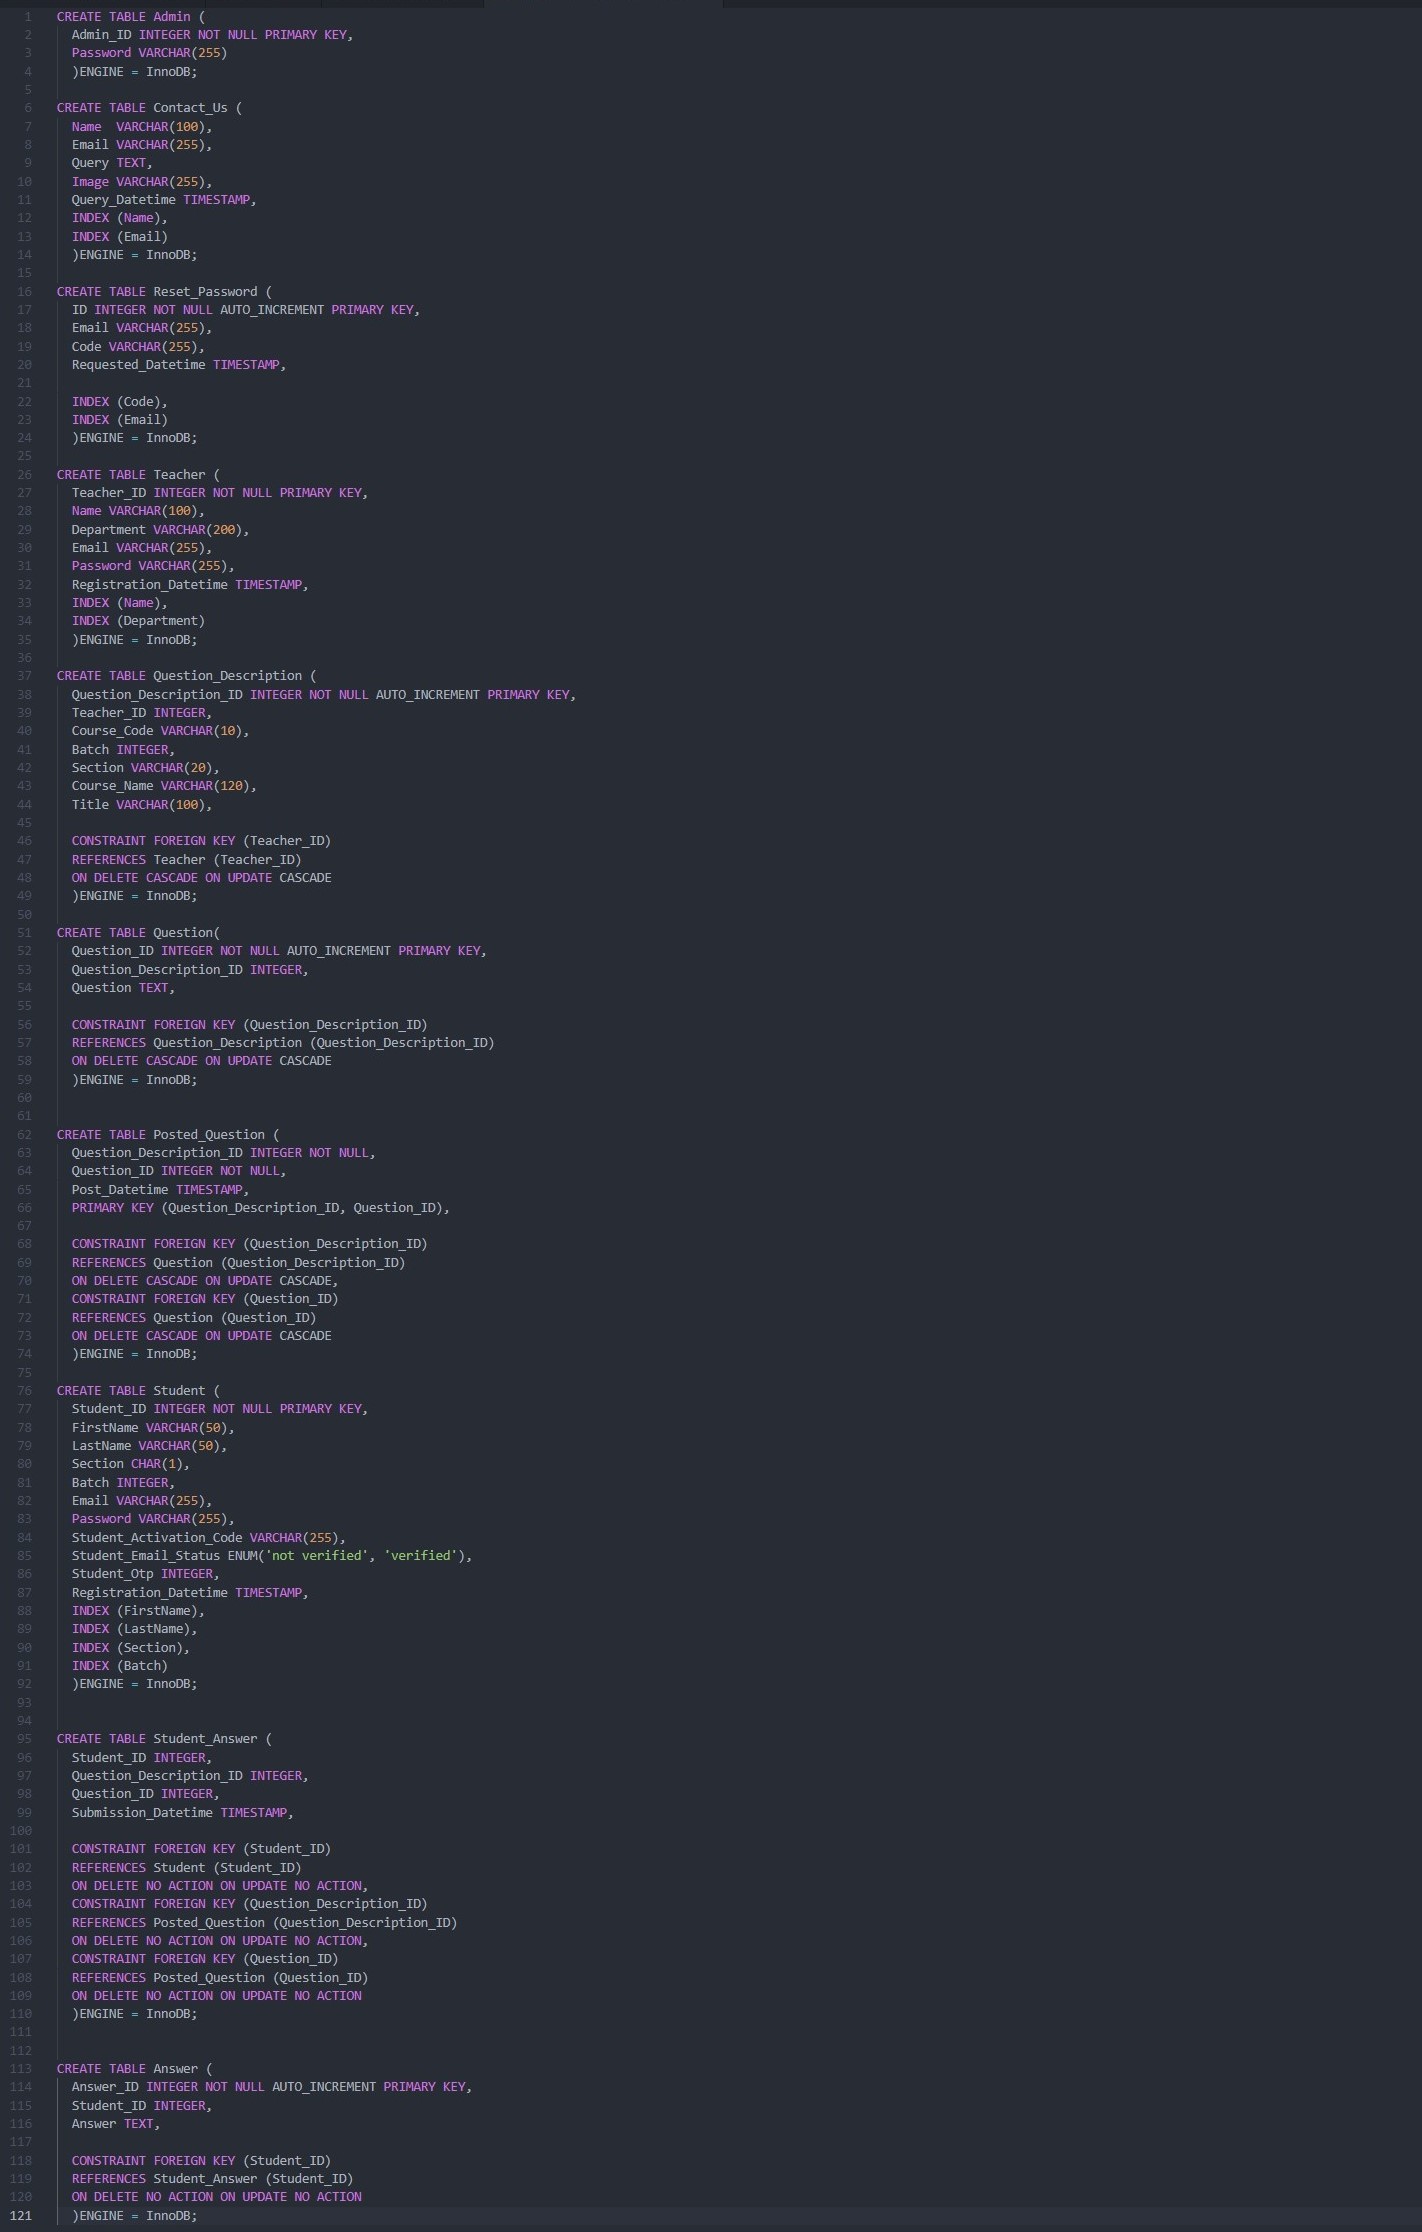 1 CREATE TABLE Admin (
2 Admin_ID INTEGER NOT NULL PRIMARY KEY,
3 Password VARCHAR(255)
4 )ENGINE = InnoDB;
5
6 CREATE TABLE Contact_Us (
7 Name  VARCHAR(100),
8 Email VARCHAR(255),
9 Query TEXT,
10 Image VARCHAR(255),
11 Query_Datetime TIMESTAMP,
12 INDEX (Name),
13 INDEX (Email)
14 )ENGINE = InnoDB;
15
16 CREATE TABLE Reset_Password (
17 ID INTEGER NOT NULL AUTO_INCREMENT PRIMARY KEY,
18 Email VARCHAR(255),
19 Code VARCHAR(255),
20 Requested_Datetime TIMESTAMP,
21
22 INDEX (Code),
23 INDEX (Email)
24 )ENGINE = InnoDB;
25
26 CREATE TABLE Teacher (
27 Teacher_ID INTEGER NOT NULL PRIMARY KEY,
28 Name VARCHAR(100),
29 Department VARCHAR(200),
30 Email VARCHAR(255),
31 Password VARCHAR(255),
32 Registration_Datetime TIMESTAMP,
33 INDEX (Name),
34 INDEX (Department)
35 )ENGINE = InnoDB;
36
37 CREATE TABLE Question_Description (
38 Question_Description_ID INTEGER NOT NULL AUTO_INCREMENT PRIMARY KEY,
39 Teacher_ID INTEGER,
40 Course_Code VARCHAR(10),
41 Batch INTEGER,
42 Section VARCHAR(20),
43 Course_Name VARCHAR(120),
44 Title VARCHAR(100),
45
46 CONSTRAINT FOREIGN KEY (Teacher_ID)
47 REFERENCES Teacher (Teacher_ID)
48 ON DELETE CASCADE ON UPDATE CASCADE
49 )ENGINE = InnoDB;
50
51 CREATE TABLE Question(
52 Question_ID INTEGER NOT NULL AUTO_INCREMENT PRIMARY KEY,
53 Question_Description_ID INTEGER,
54 Question TEXT,
55
56 CONSTRAINT FOREIGN KEY (Question_Description_ID)
57 REFERENCES Question_Description (Question_Description_ID)
58 ON DELETE CASCADE ON UPDATE CASCADE
59 )ENGINE = InnoDB;
60
61
62 CREATE TABLE Posted_Question (
63 Question_Description_ID INTEGER NOT NULL,
64 Question_ID INTEGER NOT NULL,
65 Post_Datetime TIMESTAMP,
66 PRIMARY KEY (Question_Description_ID, Question_ID),
67
68 CONSTRAINT FOREIGN KEY (Question_Description_ID)
69 REFERENCES Question (Question_Description_ID)
70 ON DELETE CASCADE ON UPDATE CASCADE,
71 CONSTRAINT FOREIGN KEY (Question_ID)
72 REFERENCES Question (Question_ID)
73 ON DELETE CASCADE ON UPDATE CASCADE
74 )ENGINE = InnoDB;
75
76 CREATE TABLE Student (
77 Student_ID INTEGER NOT NULL PRIMARY KEY,
78 FirstName VARCHAR(50),
79 LastName VARCHAR(50),
80 Section CHAR(1),
81 Batch INTEGER,
82 Email VARCHAR(255),
83 Password VARCHAR(255),
84 Student_Activation_Code VARCHAR(255),
85 Student_Email_Status ENUM('not verified', 'verified'),
86 Student_Otp INTEGER,
87 Registration_Datetime TIMESTAMP,
88 INDEX (FirstName),
89 INDEX (LastName),
90 INDEX (Section),
91 INDEX (Batch)
92 )ENGINE = InnoDB;
93
94
95 CREATE TABLE Student_Answer (
96 Student_ID INTEGER,
97 Question_Description_ID INTEGER,
98 Question_ID INTEGER,
99 Submission_Datetime TIMESTAMP,
100
101 CONSTRAINT FOREIGN KEY (Student_ID)
102 REFERENCES Student (Student_ID)
103 ON DELETE NO ACTION ON UPDATE NO ACTION,
104 CONSTRAINT FOREIGN KEY (Question_Description_ID)
105 REFERENCES Posted_Question (Question_Description_ID)
106 ON DELETE NO ACTION ON UPDATE NO ACTION,
107 CONSTRAINT FOREIGN KEY (Question_ID)
108 REFERENCES Posted_Question (Question_ID)
109 ON DELETE NO ACTION ON UPDATE NO ACTION
110 )ENGINE = InnoDB;
111
112
113 CREATE TABLE Answer (
114 Answer_ID INTEGER NOT NULL AUTO_INCREMENT PRIMARY KEY,
115 Student_ID INTEGER,
116 Answer TEXT,
117
118 CONSTRAINT FOREIGN KEY (Student_ID)
119 REFERENCES Student_Answer (Student_ID)
120 ON DELETE NO ACTION ON UPDATE NO ACTION
121 )ENGINE = InnoDB;